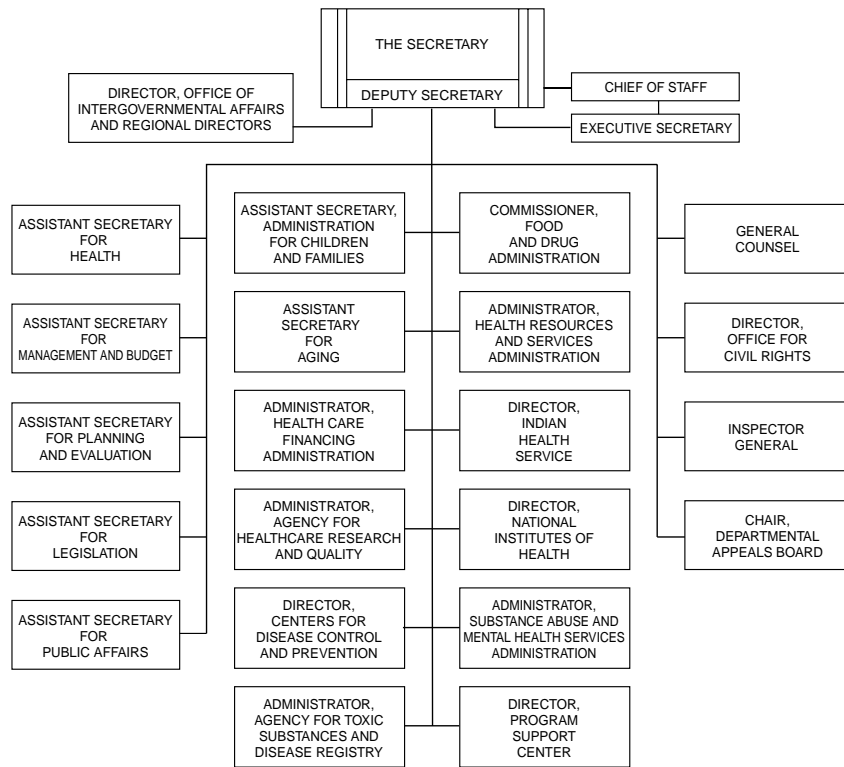 THE SECRETARY
DEPUTY SECRETARY
DIRECTOR, OFFICE OF
INTERGOVERNMENTAL AFFAIRS
AND REGIONAL DIRECTORS
CHIEF OF STAFF
EXECUTIVE SECRETARY
ASSISTANT SECRETARY
FOR
HEALTH
ASSISTANT SECRETARY
FOR
MANAGEMENT AND BUDGET
ASSISTANT SECRETARY
FOR PLANNING
AND EVALUATION
ASSISTANT SECRETARY
FOR
LEGISLATION
ASSISTANT SECRETARY
FOR
PUBLIC AFFAIRS
ASSISTANT SECRETARY,
ADMINISTRATION
FOR CHILDREN
AND FAMILIES
ASSISTANT
SECRETARY
FOR
AGING
ADMINISTRATOR,
HEALTH CARE
FINANCING
ADMINISTRATION
ADMINISTRATOR,
AGENCY FOR
HEALTHCARE RESEARCH
AND QUALITY
DIRECTOR,
CENTERS FOR
DISEASE CONTROL
AND PREVENTION
ADMINISTRATOR,
AGENCY FOR TOXIC
SUBSTANCES AND
DISEASE REGISTRY
COMMISSIONER,
FOOD
AND DRUG
ADMINISTRATION
ADMINISTRATOR,
HEALTH RESOURCES
AND SERVICES
ADMINISTRATION
DIRECTOR,
INDIAN
HEALTH
SERVICE
DIRECTOR,
NATIONAL
INSTITUTES OF
HEALTH
ADMINISTRATOR,
SUBSTANCE ABUSE AND
MENTAL HEALTH SERVICES
ADMINISTRATION
DIRECTOR,
PROGRAM
SUPPORT
CENTER
GENERAL
COUNSEL
DIRECTOR,
OFFICE FOR
CIVIL RIGHTS
INSPECTOR
GENERAL
CHAIR,
DEPARTMENTAL
APPEALS BOARD